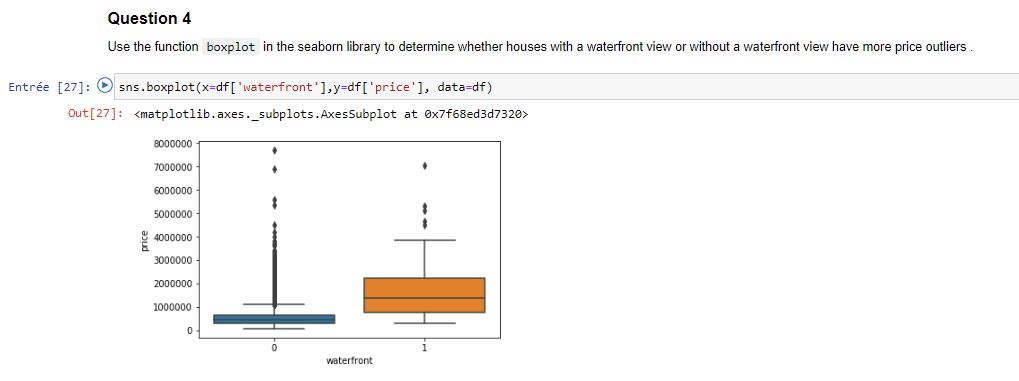 Question 4
Use the function boxplot in the seaborn library to determine whether houses with a waterfront view or without a waterfront view have more price outliers .
Entrée [27]: sns.boxplot(x=df['waterfront'],y=df['price'], data=df)
Out[27]: <matplotlib.axes._subplots.AxesSubplot at 0x7f68ed3d7320>
8000000
7000000
6000000
5000000
4000000
3000000
2000000
1000000
0
price
0 1
waterfront